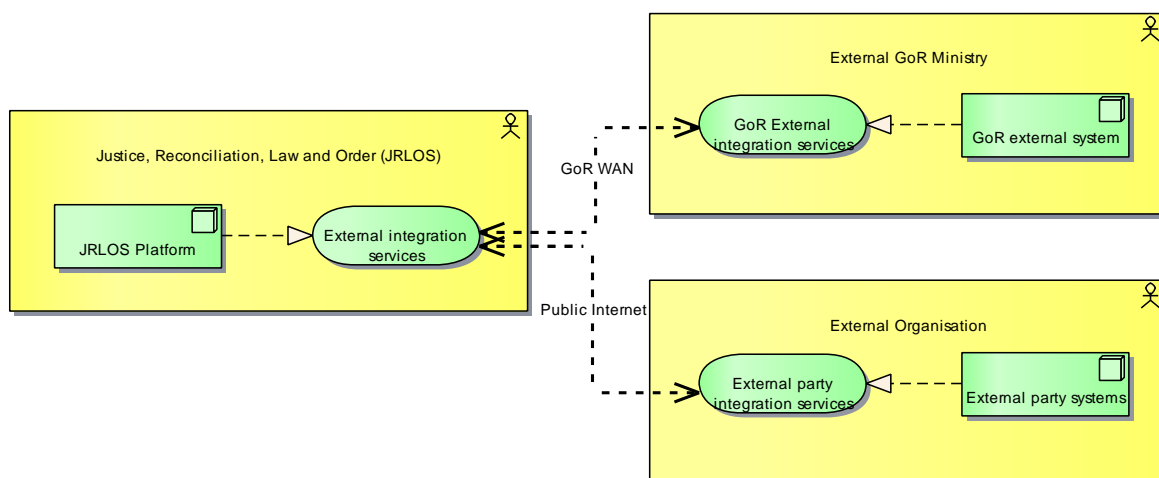 External GoR Ministry
GoR External
integration services
GoR external system
Justice, Reconciliation, Law and Order (JRLOS)
GoR WAN
JRLOS Platform
External integration
services
Public Internet
External Organisation
External party
integration services
External party systems